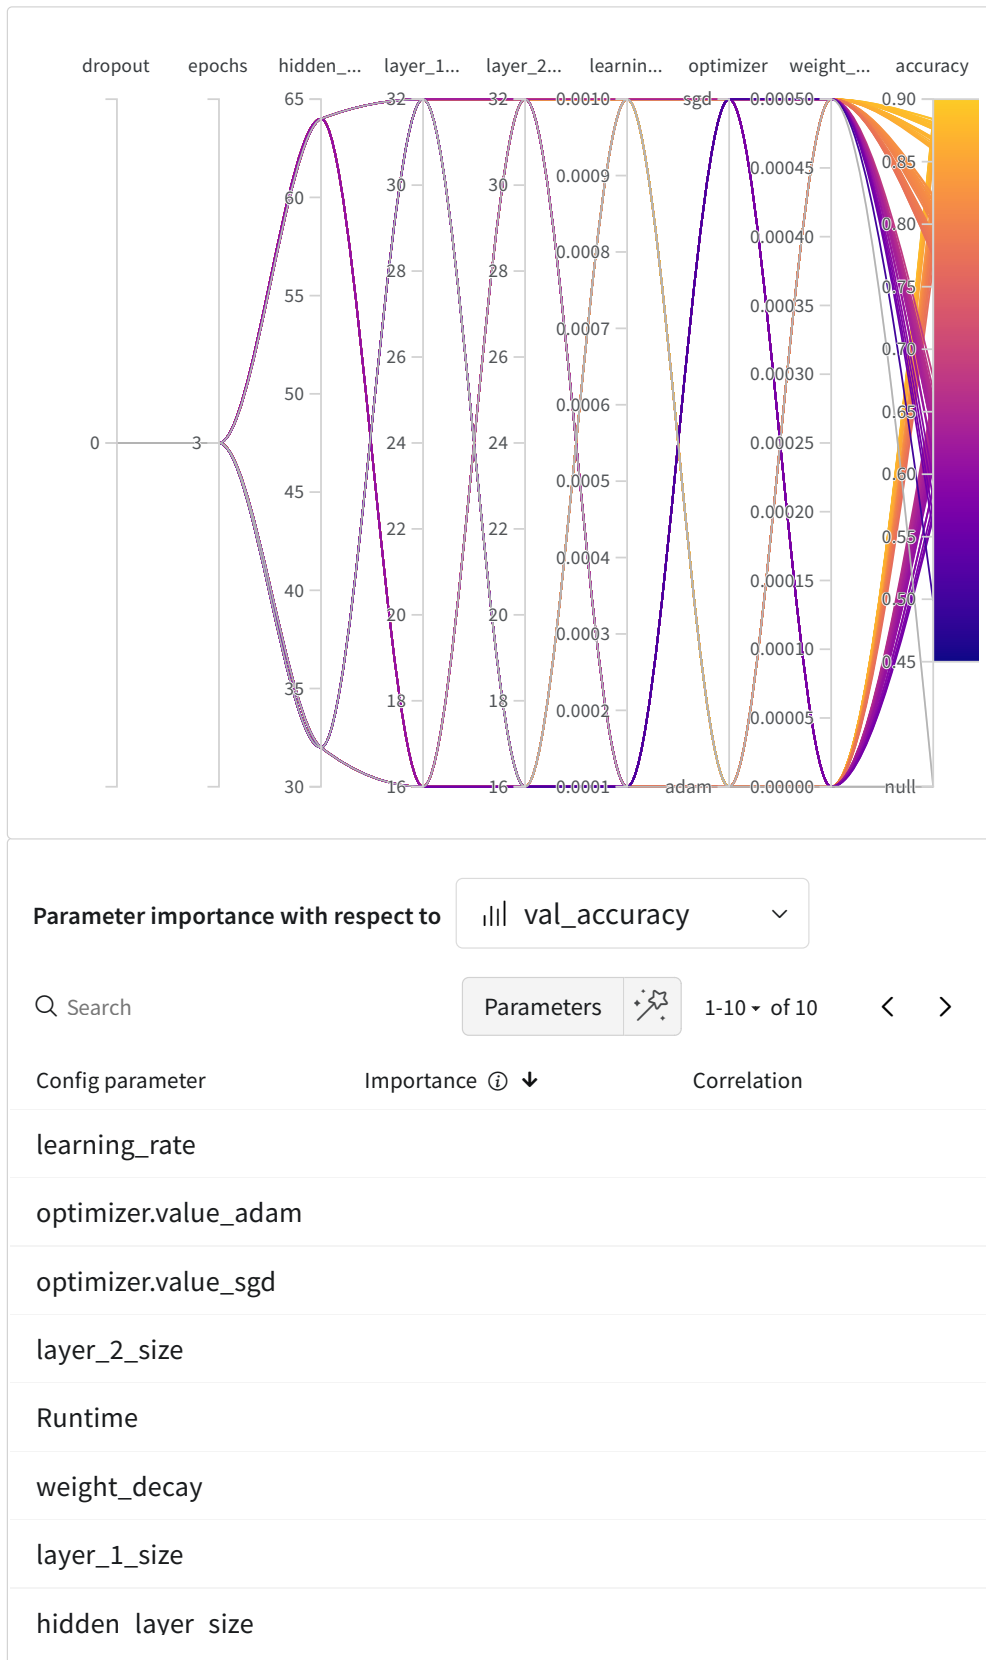 dropout epochs hidden_... layer_1... layer_2... learnin... optimizer weight_... accuracy
65 32 32 0.0010 sgd 0.00050 0.90
60 30 30 0.0009 0.00045 0.85
55 28 28 0.0008 0.00040 0.80
50 26 26 0.0007 0.00035 0.75
0 3 45 24 24 0.0006 0.00030 0.70
40 22 22 0.0005 0.00025 0.65
35 20 20 0.0004 0.00020 0.60
30 18 18 0.0003 0.00015 0.55
16 16 0.0002 0.00010 0.50
0.0001 adam 0.00005 0.45
0.00000 null
Parameter importance with respect to val_accuracy
Search Parameters 1-10 of 10
Config parameter Importance Correlation
learning_rate
optimizer.value_adam
optimizer.value_sgd
layer_2_size
Runtime
weight_decay
layer_1_size
hidden_layer_size